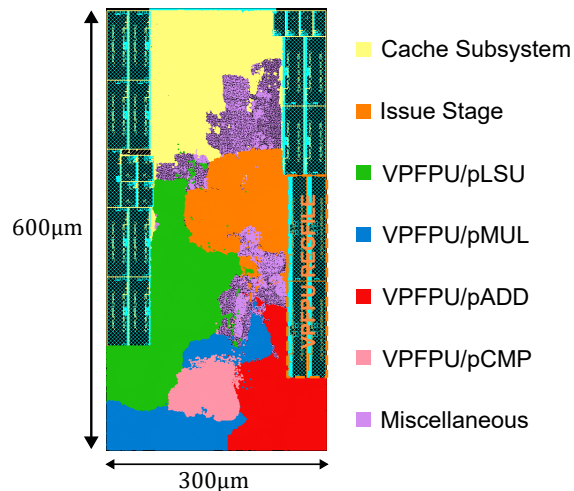 Cache Subsystem
Issue Stage
VPFPU/pLSU
600μm
VPFPU/pMUL
VPFPU REGFILE
VPFPU/pADD
VPFPU/pCMP
Miscellaneous
300μm